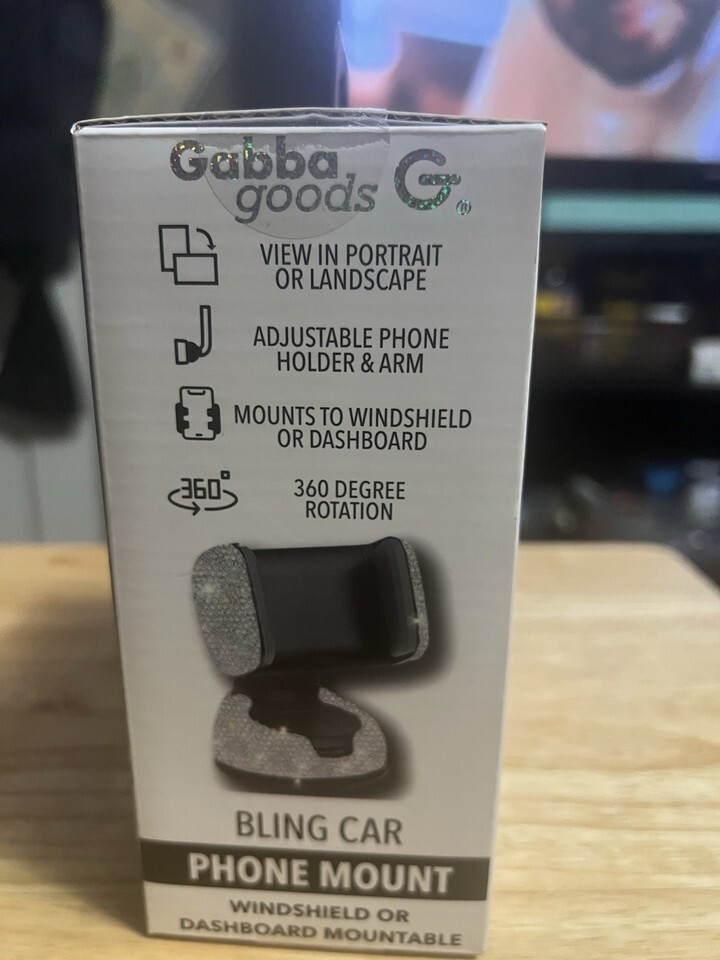 Gabba
goods G®
VIEW IN PORTRAIT
OR LANDSCAPE
ADJUSTABLE PHONE
HOLDER & ARM
MOUNTS TO WINDSHIELD
OR DASHBOARD
360°
360 DEGREE
ROTATION
BLING CAR
PHONE MOUNT
WINDSHIELD OR
DASHBOARD MOUNTABLE